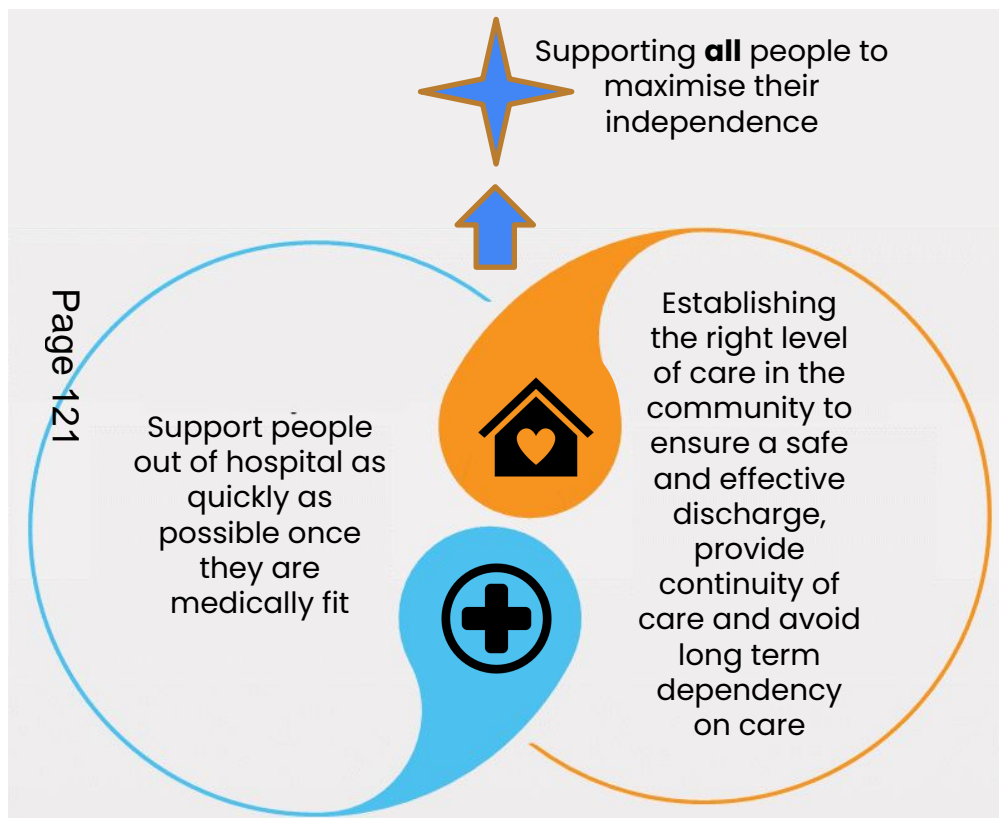 Supporting all people to
maximise their
independence
Page 121
Support people
out of hospital as
quickly as
possible once
they are
medically fit
Establishing
the right level
of care in the
community to
ensure a safe
and effective
discharge,
provide
continuity of
care and avoid
long term
dependency
on care